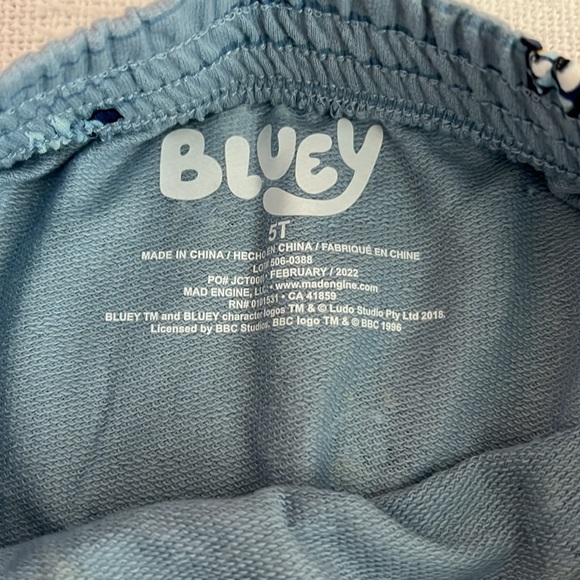 BLUEY
5T
MADE IN CHINA / HECHO EN CHINA / FABRIQUÉ EN CHINE
506-0388
FEBRUARY / 2022
MAD ENGINE, • www.madengine.com
RN# • CA 41859
BLUEY TM and BLUEY character logos TM & © Ludo Studio Pty Ltd 2018.
Licensed by BBC Studios. BBC logo TM & © BBC 1996